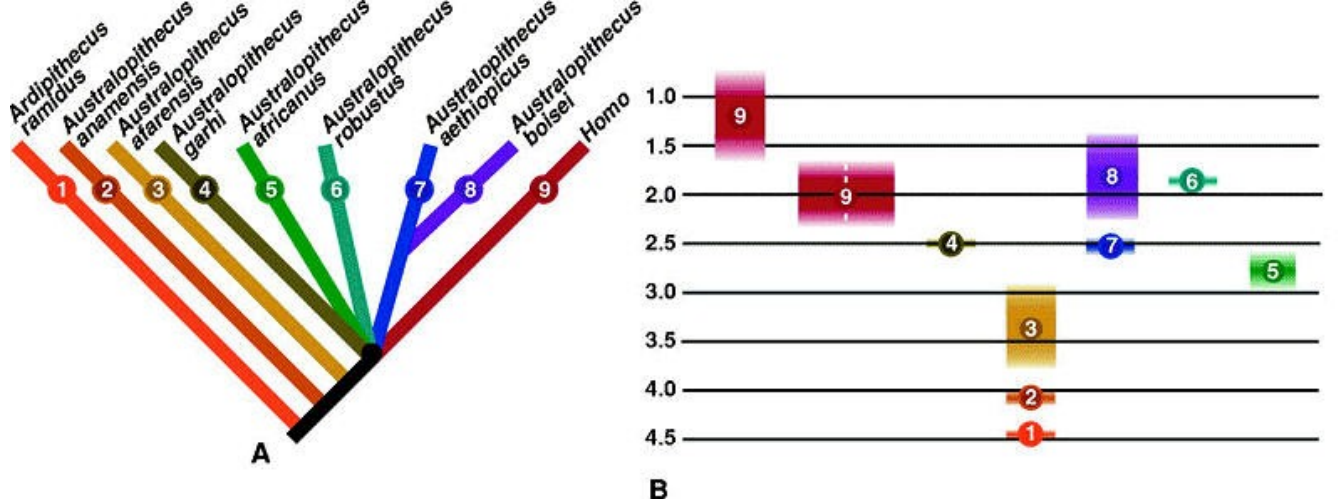 Ardipithecus
ramidus
Australopithecus
anamensis
Australopithecus
afarensis
Australopithecus
garhi
Australopithecus
africanus
Australopithecus
robustus
Australopithecus
aethiopicus
Australopithecus
boisei
Homo
1
2
3
4
5
6
7
8
9
A
1.0
9
1.5
8
6
2.0
9
2.5
4
7
5
3.0
3
3.5
4.0
2
1
4.5
B